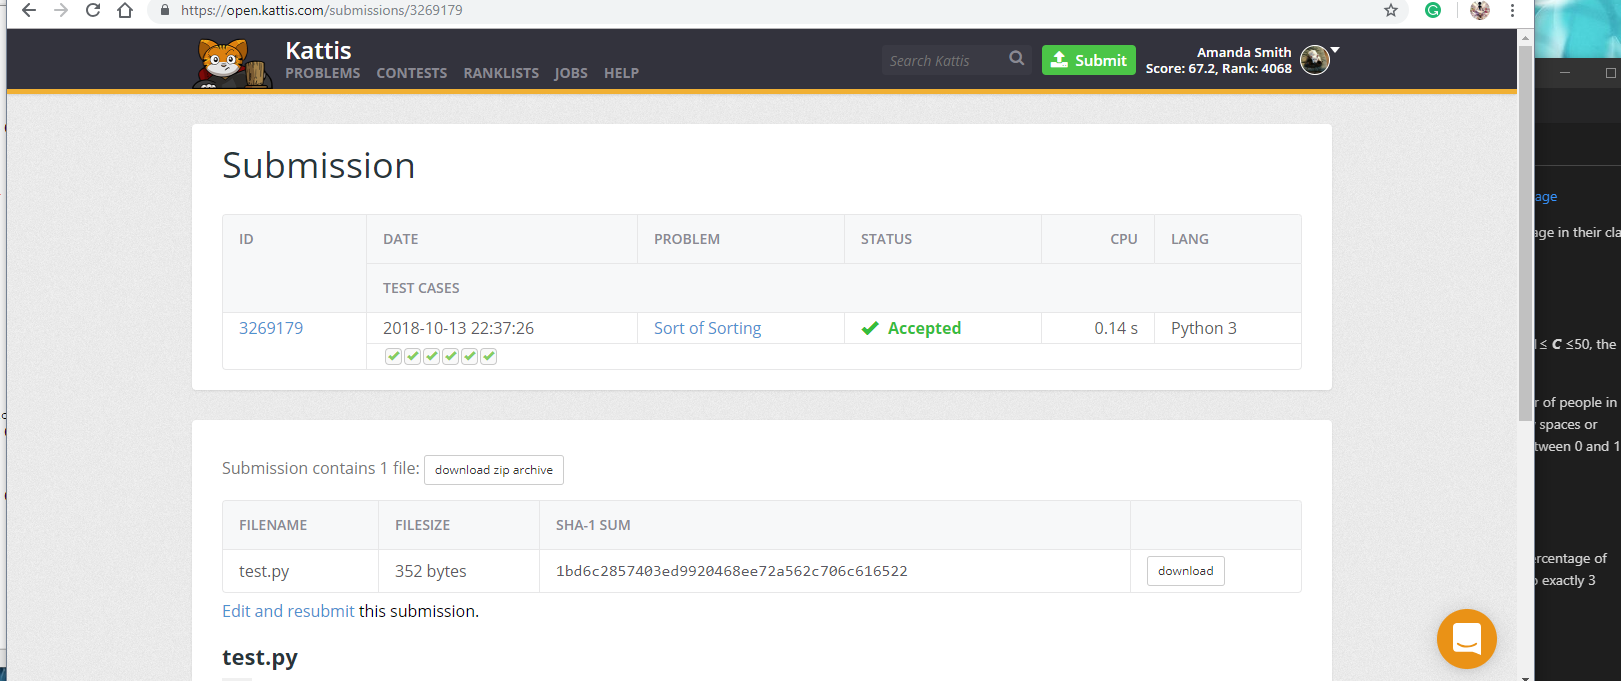 https://open.kattis.com/submissions/3269179
Kattis
PROBLEMS CONTESTS RANKLISTS JOBS HELP
Search Kattis
Submit
Amanda Smith
Score: 67.2, Rank: 4068
Submission
ID DATE PROBLEM STATUS CPU LANG
TEST CASES
3269179 2018-10-13 22:37:26 Sort of Sorting Accepted 0.14 s Python 3
Submission contains 1 file: download zip archive
FILENAME FILESIZE SHA-1 SUM
test.py 352 bytes 1bd6c2857403ed9920468ee72a562c706c616522 download
Edit and resubmit this submission.
test.py
age
age in their cla
≤ C ≤50, the
r of people in
spaces or
tween 0 and 1
rcentage of
exactly 3